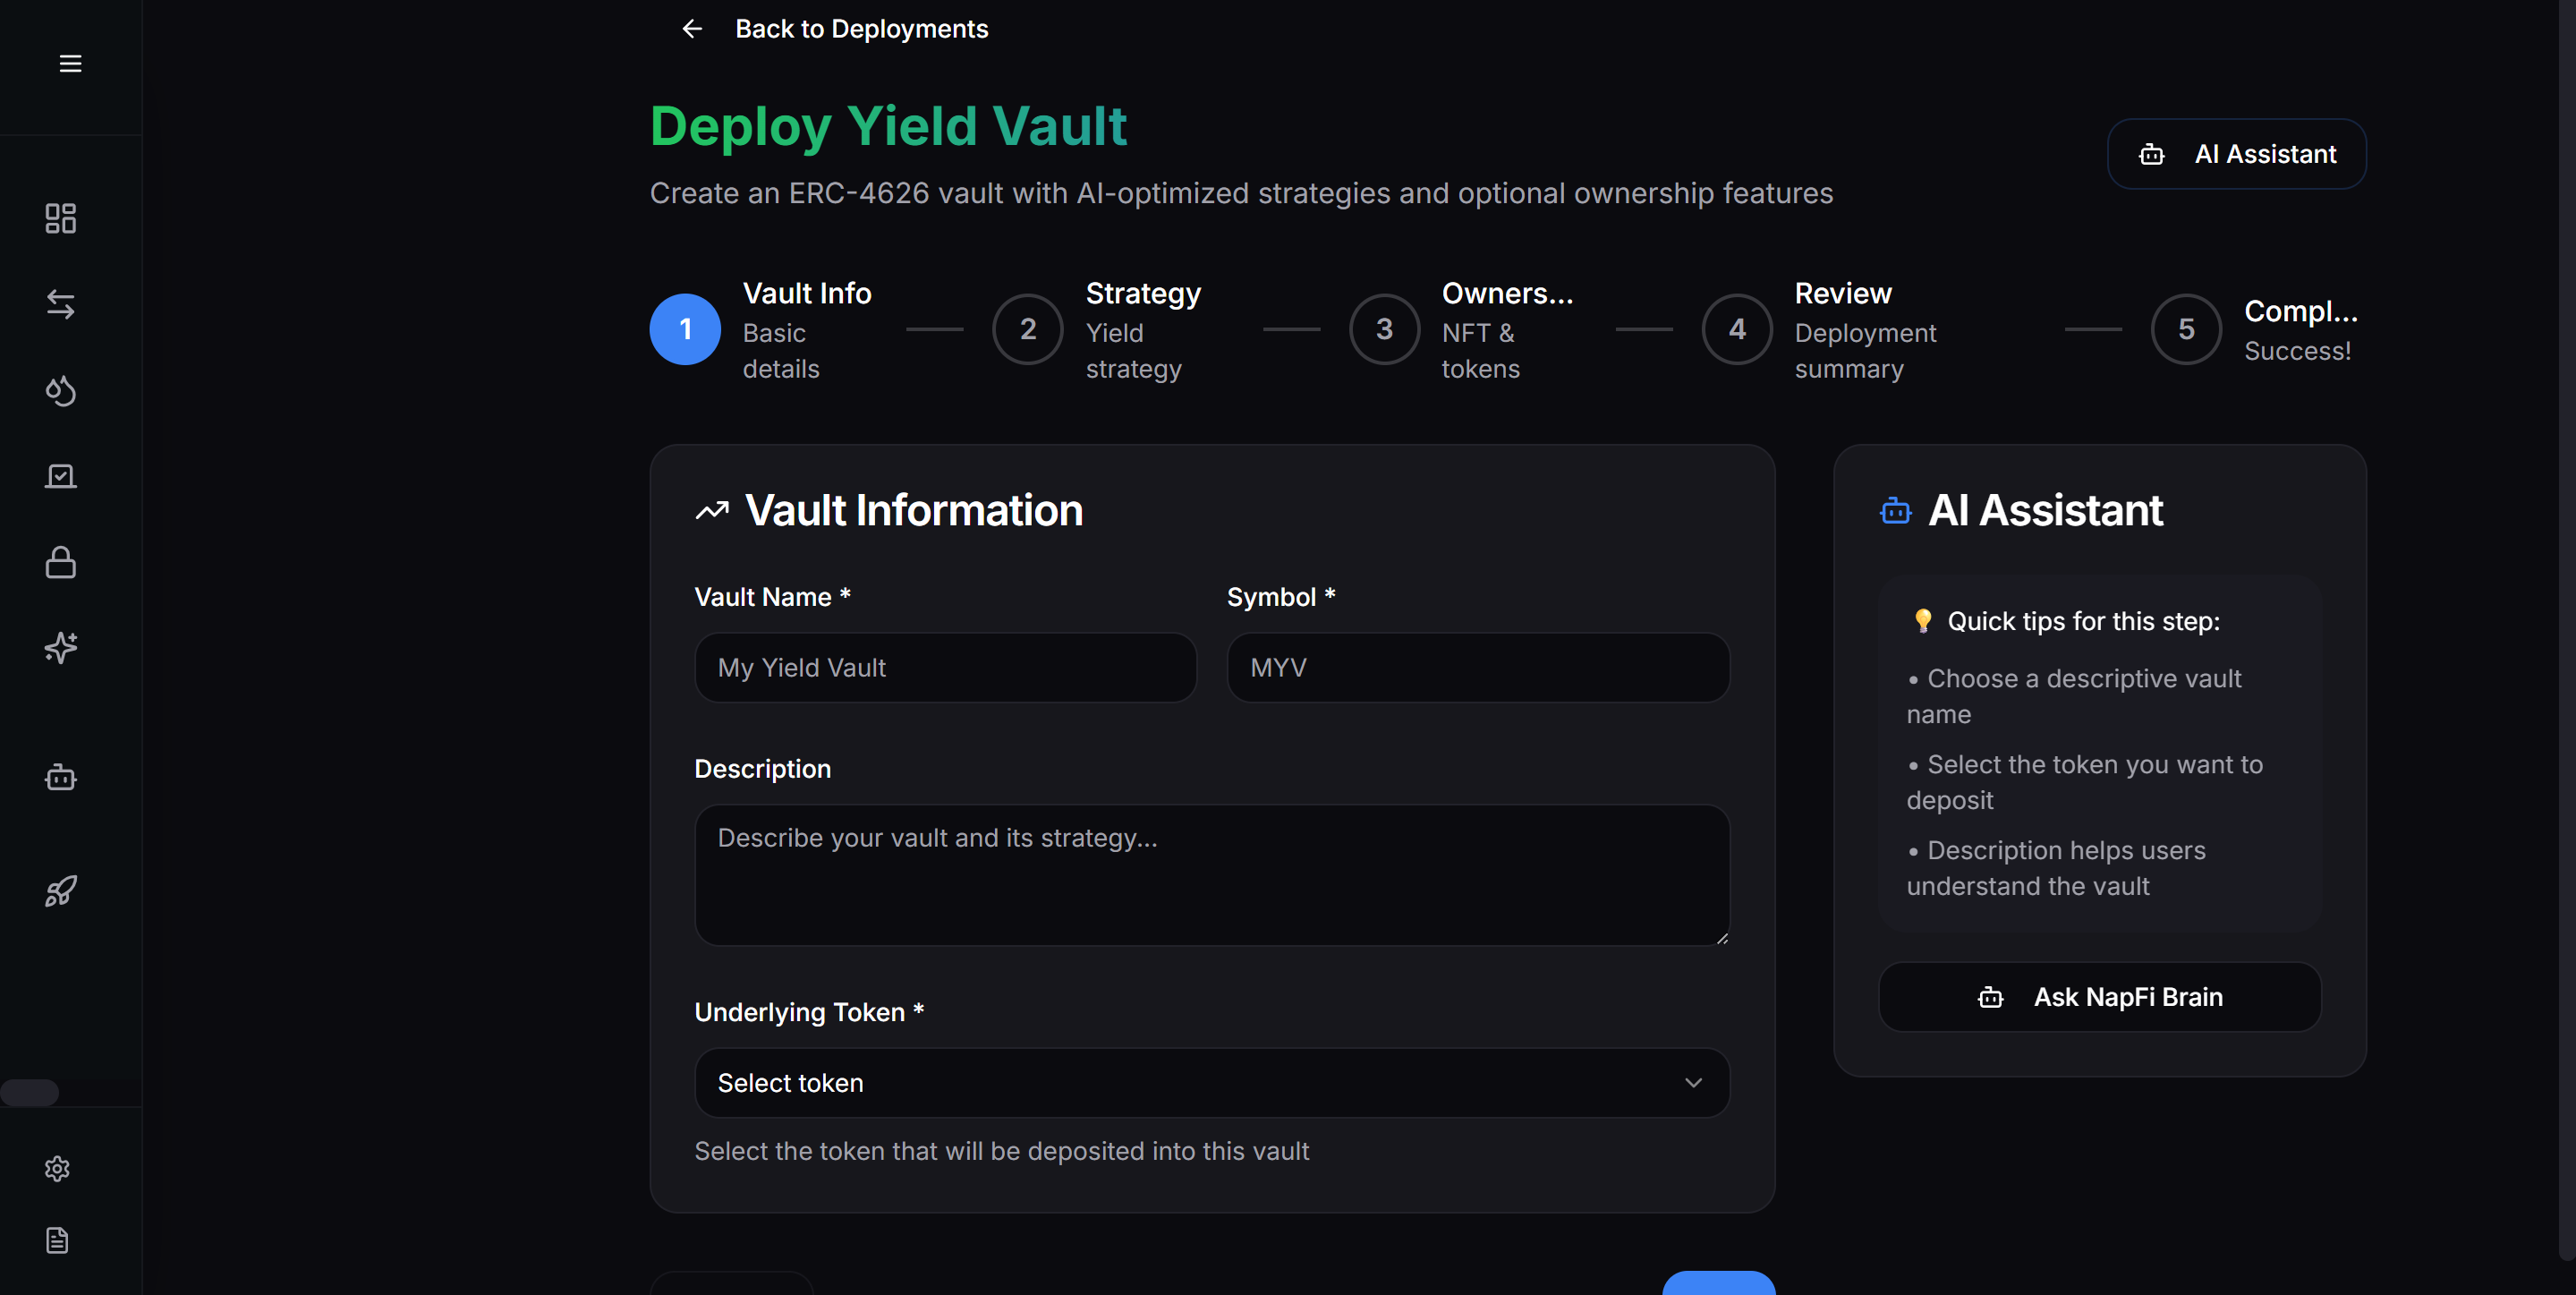 Back to Deployments
Deploy Yield Vault
Create an ERC-4626 vault with AI-optimized strategies and optional ownership features
AI Assistant
1
Vault Info
Basic
details
2
Strategy
Yield
strategy
3
Owners...
NFT &
tokens
4
Review
Deployment
summary
5
Compl...
Success!
Vault Information
Vault Name *
My Yield Vault
Symbol *
MYV
Description
Describe your vault and its strategy...
Underlying Token *
Select token
Select the token that will be deposited into this vault
AI Assistant
💡 Quick tips for this step:
• Choose a descriptive vault
name
• Select the token you want to
deposit
• Description helps users
understand the vault
Ask NapFi Brain